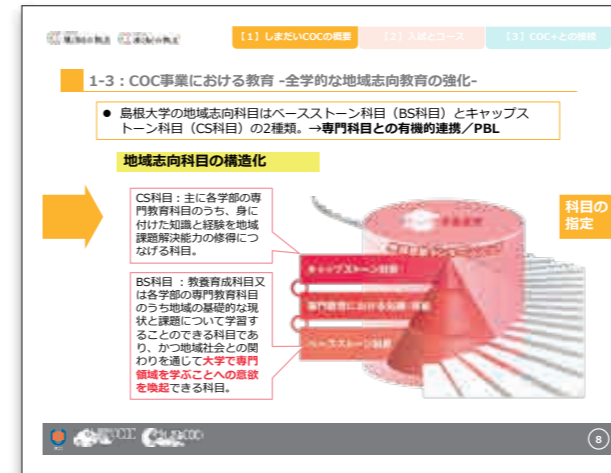 【1】しまだいCOCの概要
【2】入試とコース
【3】COC+との接続
1-3：COC事業における教育 -全学的な地域志向教育の強化-
● 島根大学の地域志向科目はベースストーン科目（BS科目）とキャップス
トーン科目（CS科目）の2種類。→専門科目との有機的連携／PBL
地域志向科目の構造化
CS科目：主に各学部の専
門教育科目のうち、身に
付けた知識と経験を地域
課題解決能力の修得につ
なげる科目。
BS科目 ：教養育成科目又
は各学部の専門教育科目
のうち地域の基礎的な現
状と課題について学習す
ることのできる科目であ
り、かつ地域社会との関
わりを通じて大学で専門
領域を学ぶことへの意欲
を喚起できる科目。
キャップストーン科目
ベースストーン科目
科目の
指定
8